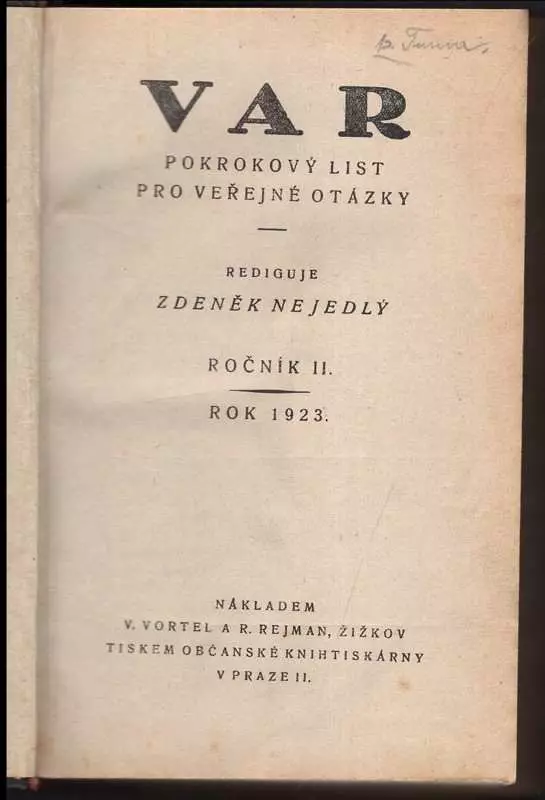 VAR
POKROKOVÝ LIST
PRO VEŘEJNÉ OTÁZKY
REDIGUJE
ZDENĚK NEJEDLÝ
ROČNÍK II.
ROK 1923.
NÁKLADEM
V. VORTEL A R. REJMAN, ŽIŽKOV
TISKEM OBČANSKÉ KNIHTISKÁRNY
V PRAZE II.